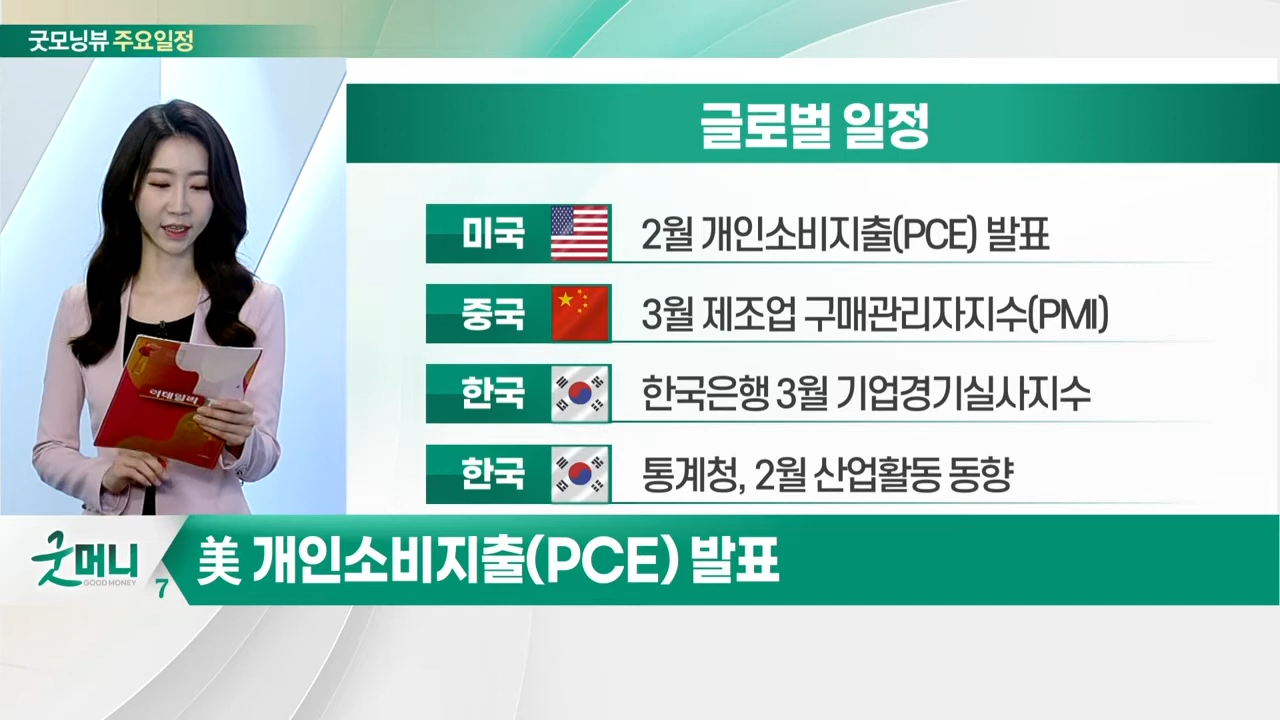 굿모닝뷰 주요일정
글로벌 일정
미국 2월 개인소비지출(PCE) 발표
중국 3월 제조업 구매관리자지수(PMI)
한국 한국은행 3월 기업경기실사지수
한국 통계청, 2월 산업활동 동향
이데일리
굿머니
GOOD MONEY
7
美 개인소비지출(PCE) 발표